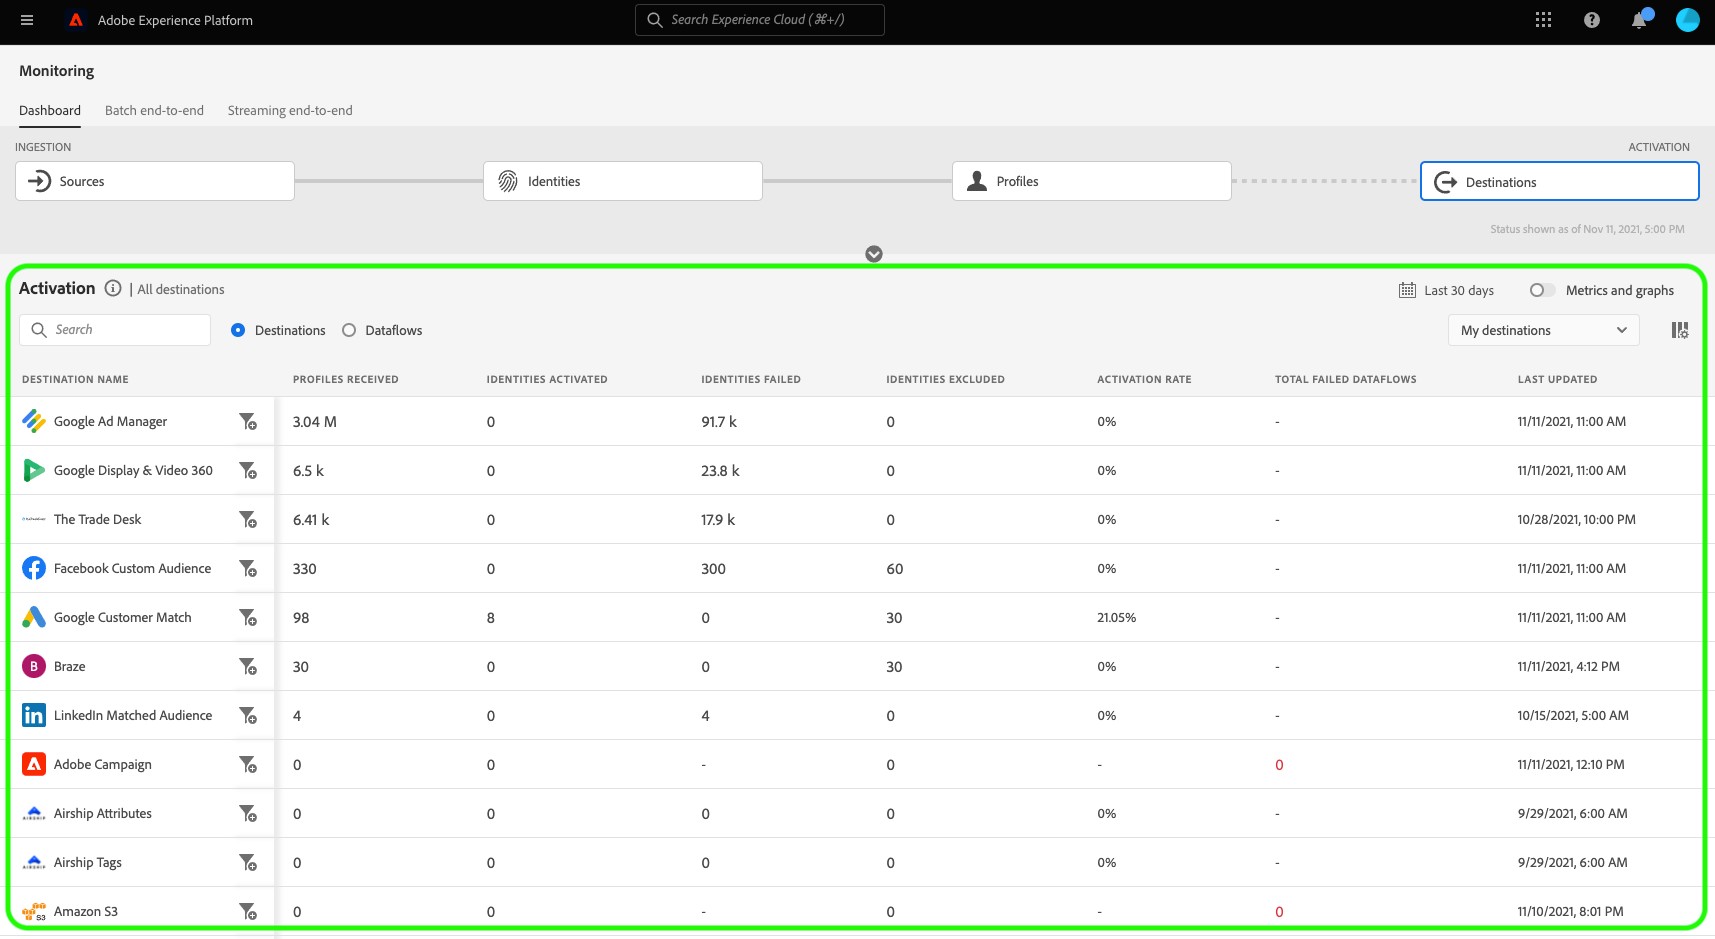 Adobe Experience Platform
Search Experience Cloud (⌘+/)
Monitoring
Dashboard Batch end-to-end Streaming end-to-end
INGESTION ACTIVATION
Sources Identities Profiles Destinations
Status shown as of Nov 11, 2021, 5:00 PM
Activation | All destinations Last 30 days Metrics and graphs
Search Destinations Dataflows My destinations
DESTINATION NAME PROFILES RECEIVED IDENTITIES ACTIVATED IDENTITIES FAILED IDENTITIES EXCLUDED ACTIVATION RATE TOTAL FAILED DATAFLOWS LAST UPDATED
Google Ad Manager 3.04 M 0 91.7 k 0 0% - 11/11/2021, 11:00 AM
Google Display & Video 360 6.5 k 0 23.8 k 0 0% - 11/11/2021, 11:00 AM
The Trade Desk 6.41 k 0 17.9 k 0 0% - 10/28/2021, 10:00 PM
Facebook Custom Audience 330 0 300 60 0% - 11/11/2021, 11:00 AM
Google Customer Match 98 8 0 30 21.05% - 11/11/2021, 11:00 AM
B Braze 30 0 0 30 0% - 11/11/2021, 4:12 PM
in LinkedIn Matched Audience 4 0 4 0 0% - 10/15/2021, 5:00 AM
Adobe Campaign 0 0 - 0 - 0 11/11/2021, 12:10 PM
AIRSHIP Airship Attributes 0 0 0 0 0% - 9/29/2021, 6:00 AM
AIRSHIP Airship Tags 0 0 0 0 0% - 9/29/2021, 6:00 AM
S3 Amazon S3 0 0 - 0 - 0 11/10/2021, 8:01 PM